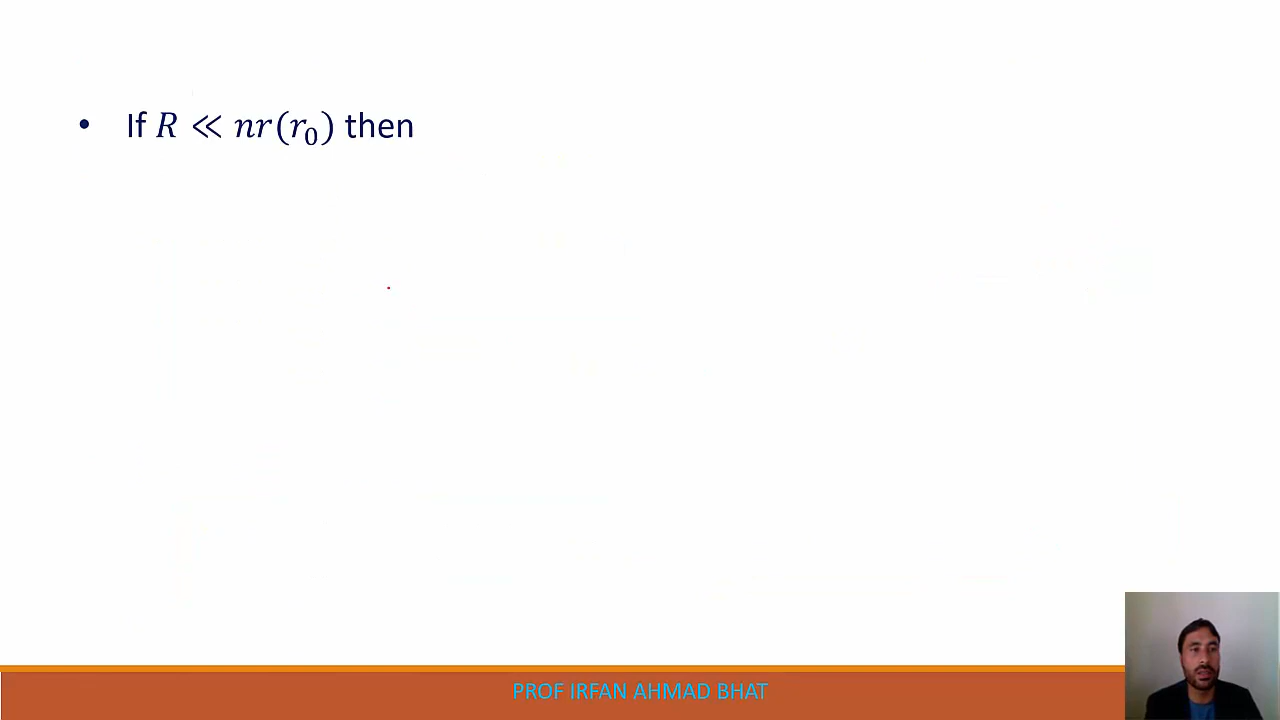 • If 𝑅 ≪ 𝑛𝑟(𝑟₀) then
PROF IRFAN AHMAD BHAT